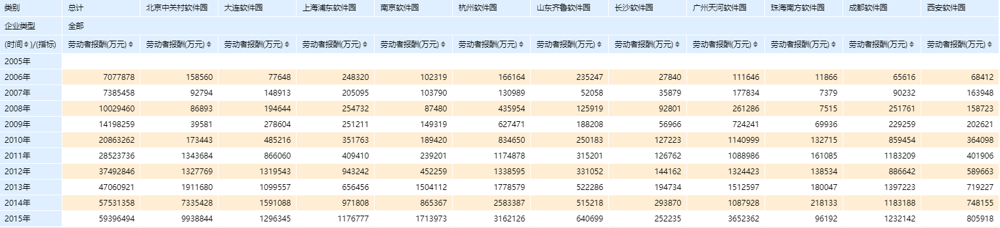 类别 总计 北京中关村软件园 大连软件园 上海浦东软件园 南京软件园 杭州软件园 山东齐鲁软件园 长沙软件园 广州天河软件园 珠海南方软件园 成都软件园 西安软件园
企业类型 全部
(时间)/(指标) 劳动者报酬(万元) 劳动者报酬(万元) 劳动者报酬(万元) 劳动者报酬(万元) 劳动者报酬(万元) 劳动者报酬(万元) 劳动者报酬(万元) 劳动者报酬(万元) 劳动者报酬(万元) 劳动者报酬(万元) 劳动者报酬(万元) 劳动者报酬(万元)
2005年
2006年 7077878 158560 77648 248320 102319 166164 235247 27840 111646 11866 65616 68412
2007年 7385458 92794 148913 205095 103790 130989 52058 35879 177834 7379 90232 163948
2008年 10029460 86893 194644 254732 87480 435954 125919 92801 261286 7515 251761 158723
2009年 14198259 39581 278604 251211 149319 627471 188208 56966 724241 69936 229259 202621
2010年 20863262 173443 485216 351763 189420 834650 250183 127223 1140999 132715 859454 364098
2011年 28523736 1343684 866060 409410 239201 1174878 315201 126762 1088986 161085 1183209 401906
2012年 37492846 1327769 1319543 943242 452259 1338595 331052 144162 1324423 138534 886642 589663
2013年 47060921 1911680 1099557 656456 1504112 1778579 522286 194734 1512597 180047 1397223 719227
2014年 57531358 7335428 1591088 971808 865367 2583387 515218 293870 1087928 218133 1183188 748155
2015年 59396494 9938844 1296345 1176777 1713973 3162126 640699 252235 3652362 96192 1232142 805918